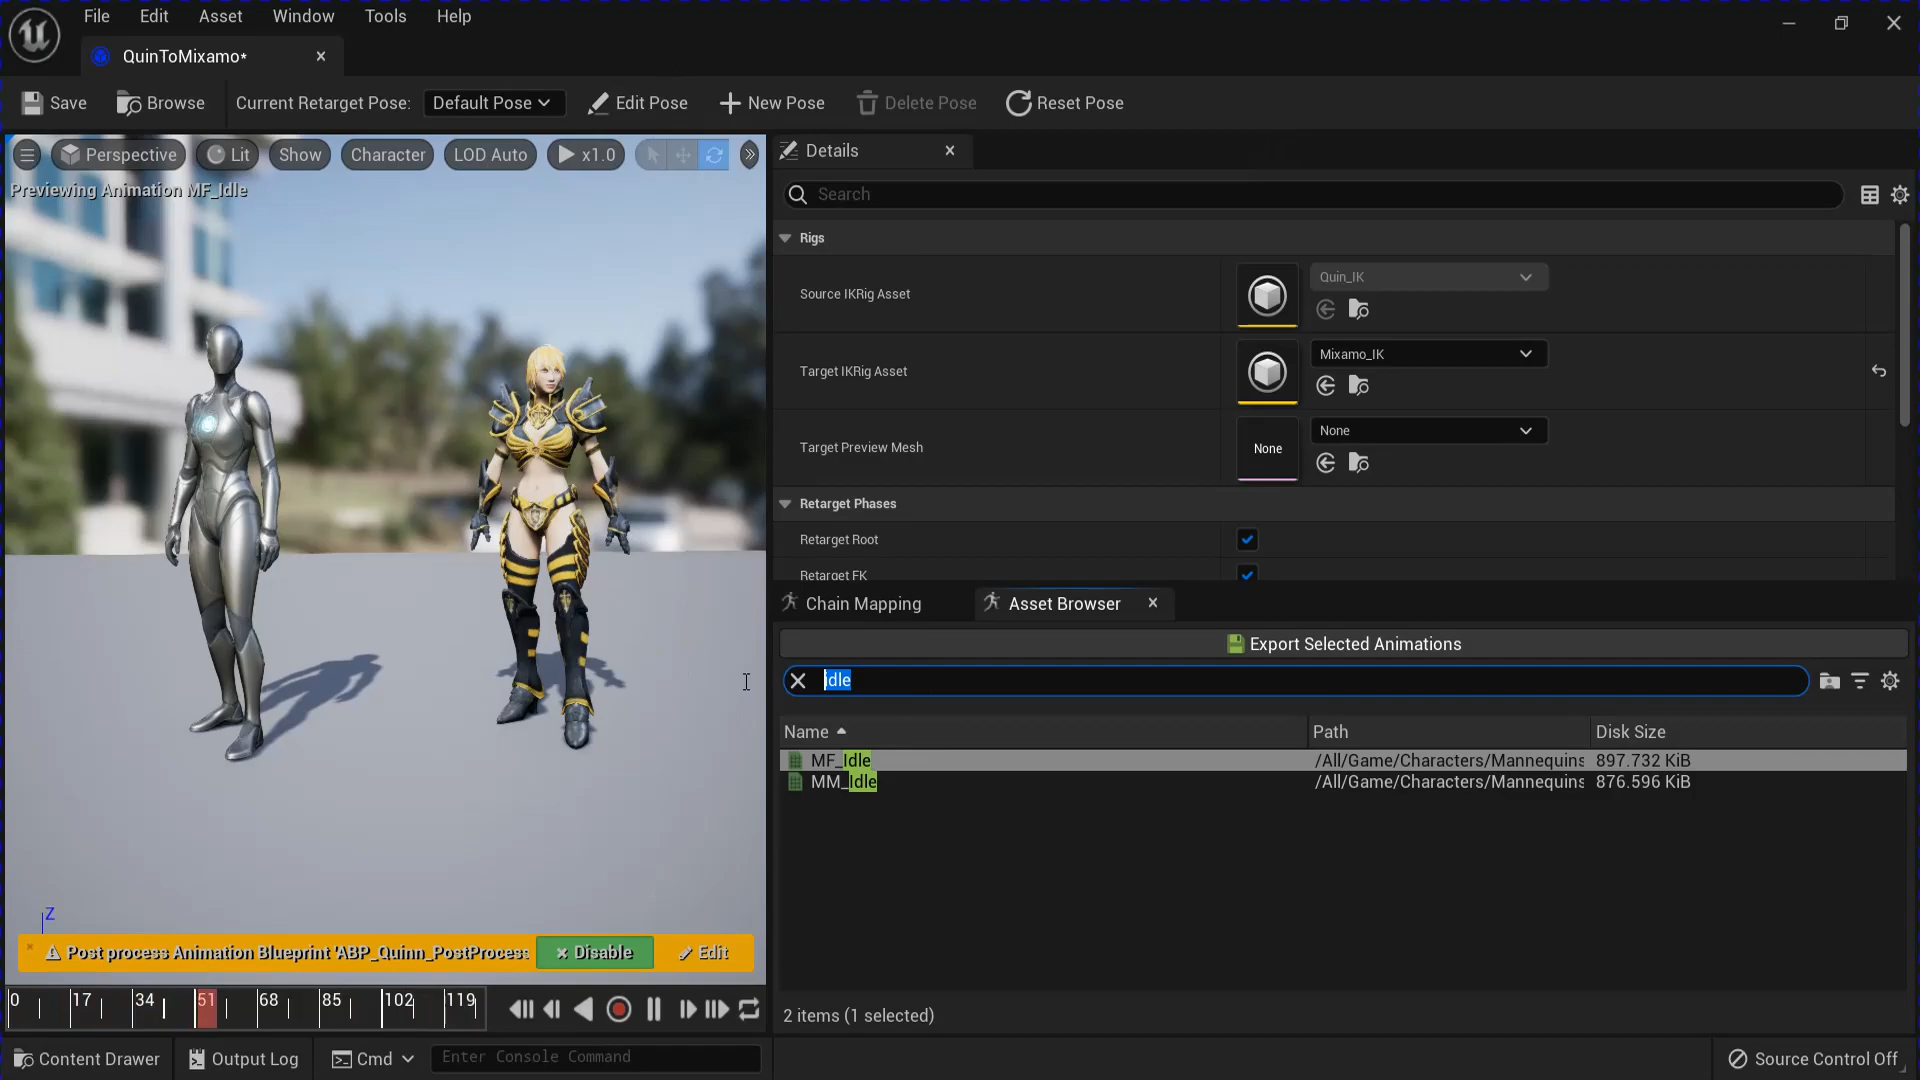 File Edit Asset Window Tools Help
QuinToMixamo*
Save Browse Current Retarget Pose: Default Pose Edit Pose New Pose Delete Pose Reset Pose
Perspective Lit Show Character LOD Auto x1.0
Previewing Animation MF_Idle
Details
Search
Rigs
Source IKRig Asset
Quin_IK
Target IKRig Asset
Mixamo_IK
Target Preview Mesh
None
None
Retarget Phases
Retarget Root
Retarget FK
Chain Mapping Asset Browser
Export Selected Animations
idle
Name Path Disk Size
MF_Idle /All/Game/Characters/Mannequins 897.732 KiB
MM_Idle /All/Game/Characters/Mannequins 876.596 KiB
2 items (1 selected)
Z
Post process Animation Blueprint 'ABP_Quinn_PostProcess Disable Edit
0 17 34 51 68 85 102 119
Content Drawer Output Log Cmd Enter Console Command Source Control Off